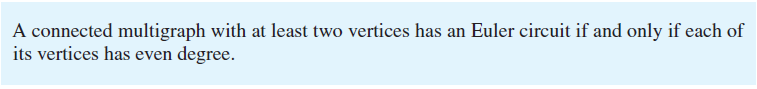 A connected multigraph with at least two vertices has an Euler circuit if and only if each of
its vertices has even degree.